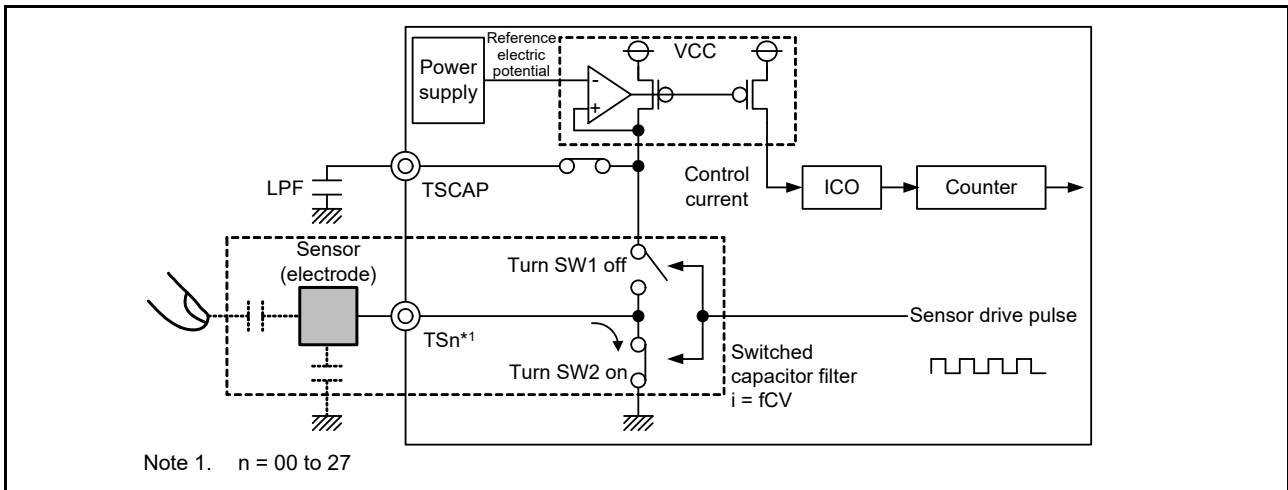 Reference
electric
potential
Power
supply
VCC
-
+
LPF
TSCAP
Control
current
ICO
Counter
Sensor
(electrode)
Turn SW1 off
TSn*1
Sensor drive pulse
Turn SW2 on
Switched
capacitor filter
i = fCV
Note 1. n = 00 to 27